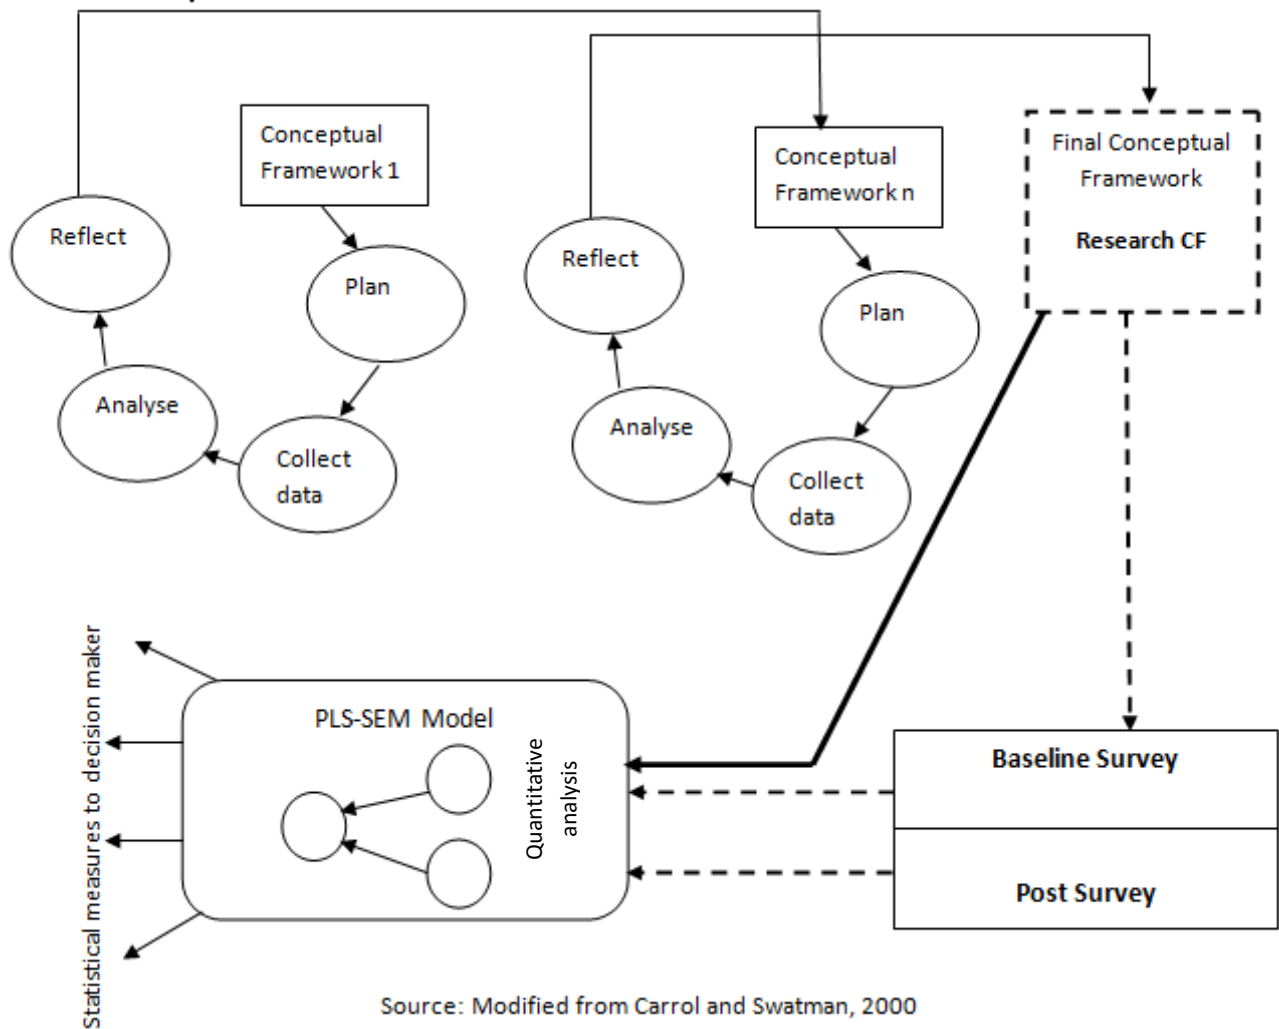 Conceptual
Framework 1
Reflect
Plan
Analyse
Collect
data
Conceptual
Framework n
Reflect
Plan
Analyse
Collect
data
Final Conceptual
Framework
Research CF
Statistical measures to decision maker
PLS-SEM Model
Quantitative
analysis
Baseline Survey
Post Survey
Source: Modified from Carrol and Swatman, 2000